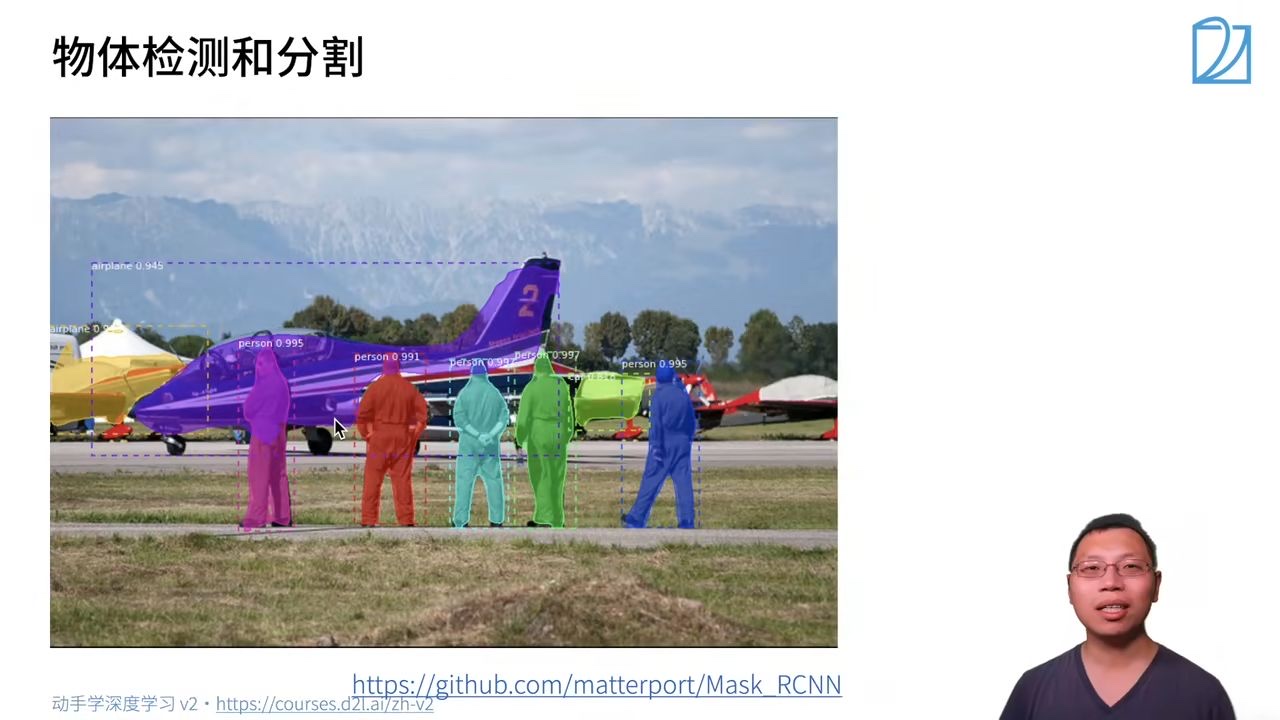 物体检测和分割
airplane 0.945
airplane 0.9
person 0.995
person 0.991
person 0.997
person 0.997
person 0.995
2
https://github.com/matterport/Mask_RCNN
动手学深度学习 v2 · https://courses.d2l.ai/zh-v2